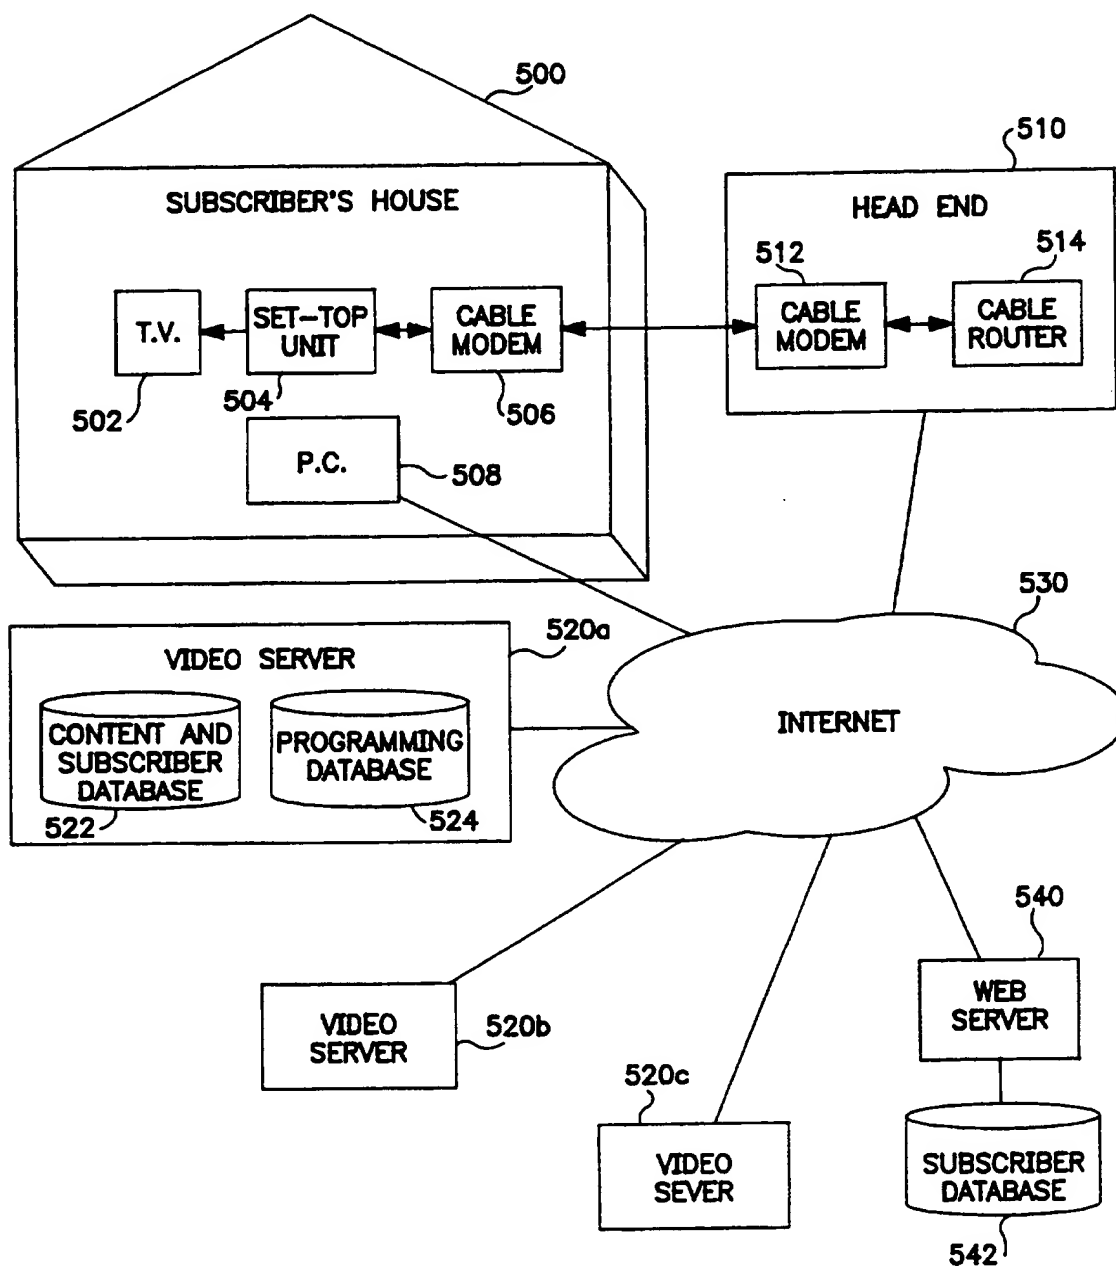 500
510
SUBSCRIBER'S HOUSE
HEAD END
512
514
T.V.
SET-TOP
UNIT
CABLE
MODEM
CABLE
MODEM
CABLE
ROUTER
502
504
506
P.C.
508
530
520a
VIDEO SERVER
CONTENT AND
SUBSCRIBER
DATABASE
PROGRAMMING
DATABASE
522
524
INTERNET
540
WEB
SERVER
VIDEO
SERVER
520b
520c
VIDEO
SEVER
SUBSCRIBER
DATABASE
542